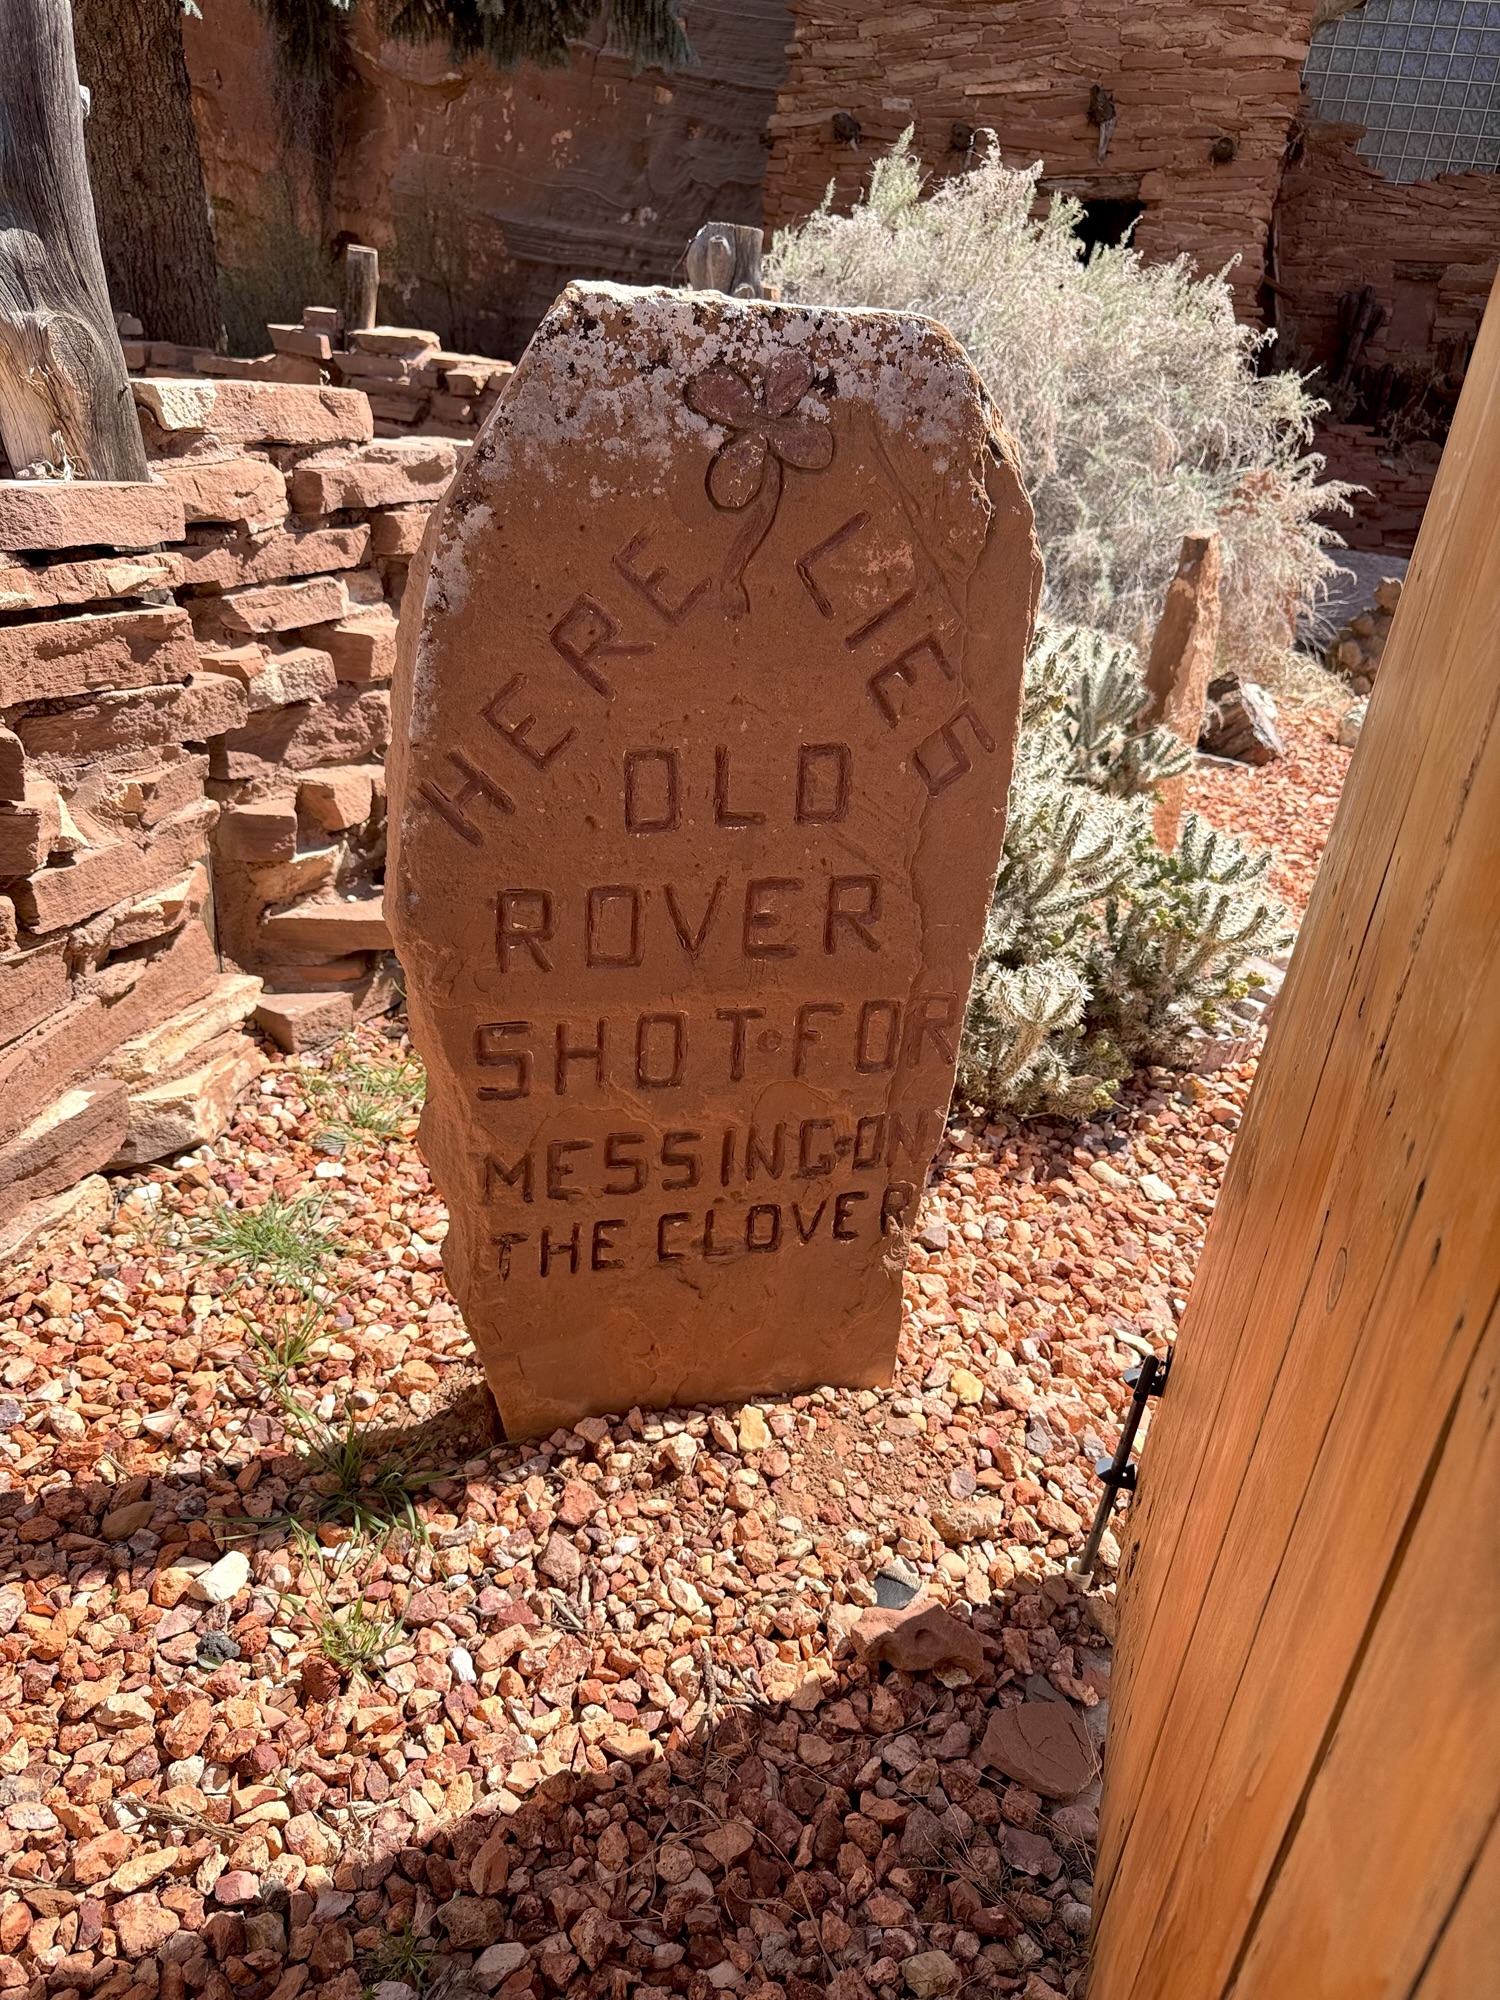 HERE LIES
OLD
ROVER
SHOT•FOR
MESSING•ON
THE CLOVER